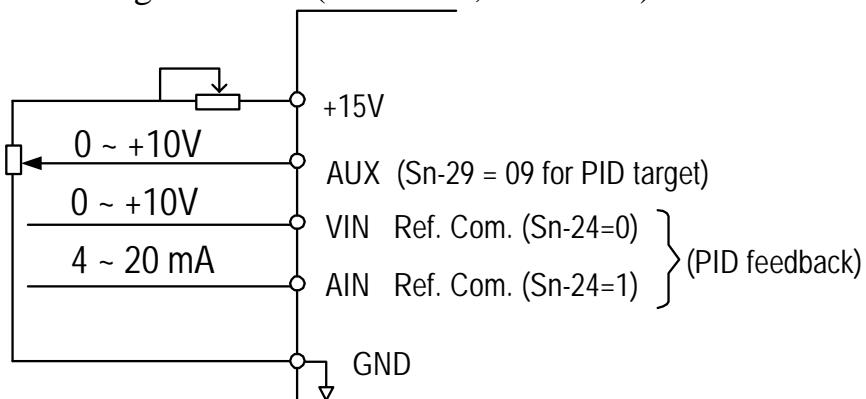 +15V
0 ~ +10V
AUX (Sn-29 = 09 for PID target)
0 ~ +10V
VIN Ref. Com. (Sn-24=0)
4 ~ 20 mA
(PID feedback)
AIN Ref. Com. (Sn-24=1)
GND